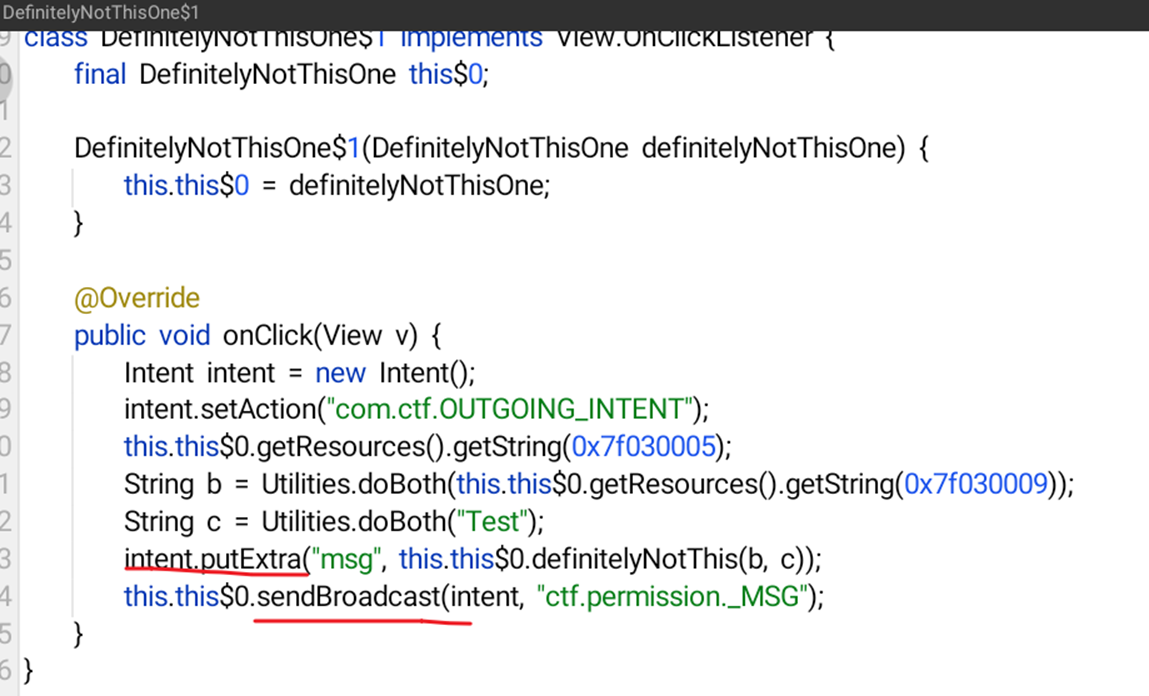 DefinitelyNotThisOne$1
9 class DefinitelyNotThisOne$1 implements View.OnClickListener {
0 final DefinitelyNotThisOne this$0;
1
2 DefinitelyNotThisOne$1(DefinitelyNotThisOne definitelyNotThisOne) {
3 this.this$0 = definitelyNotThisOne;
4 }
5
6 @Override
7 public void onClick(View v) {
8 Intent intent = new Intent();
9 intent.setAction("com.ctf.OUTGOING_INTENT");
0 this.this$0.getResources().getString(0x7f030005);
1 String b = Utilities.doBoth(this.this$0.getResources().getString(0x7f030009));
2 String c = Utilities.doBoth("Test");
3 intent.putExtra("msg", this.this$0.definitelyNotThis(b, c));
4 this.this$0.sendBroadcast(intent, "ctf.permission._MSG");
5 }
6 }